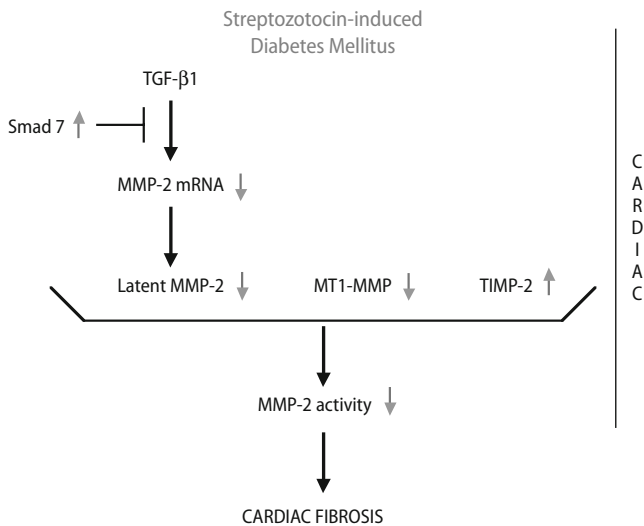 Streptozotocin-induced
Diabetes Mellitus
TGF-β1
Smad 7
MMP-2 mRNA
Latent MMP-2 MT1-MMP TIMP-2
MMP-2 activity
CARDIAC FIBROSIS
C
A
R
D
I
A
C